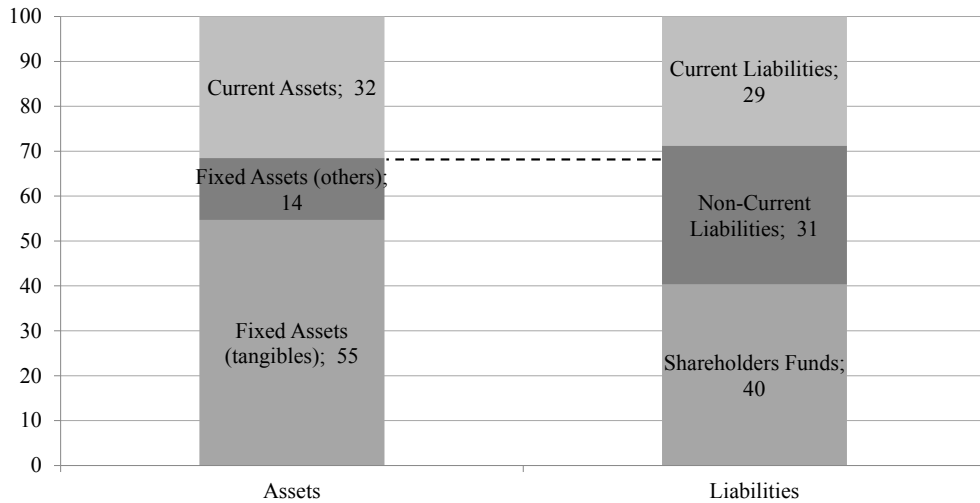 100
90
80
70
60
50
40
30
20
10
0
Current Assets;  32
Fixed Assets (others);
14
Fixed Assets
(tangibles);  55
Current Liabilities;
29
Non-Current
Liabilities;  31
Shareholders Funds;
40
Assets
Liabilities